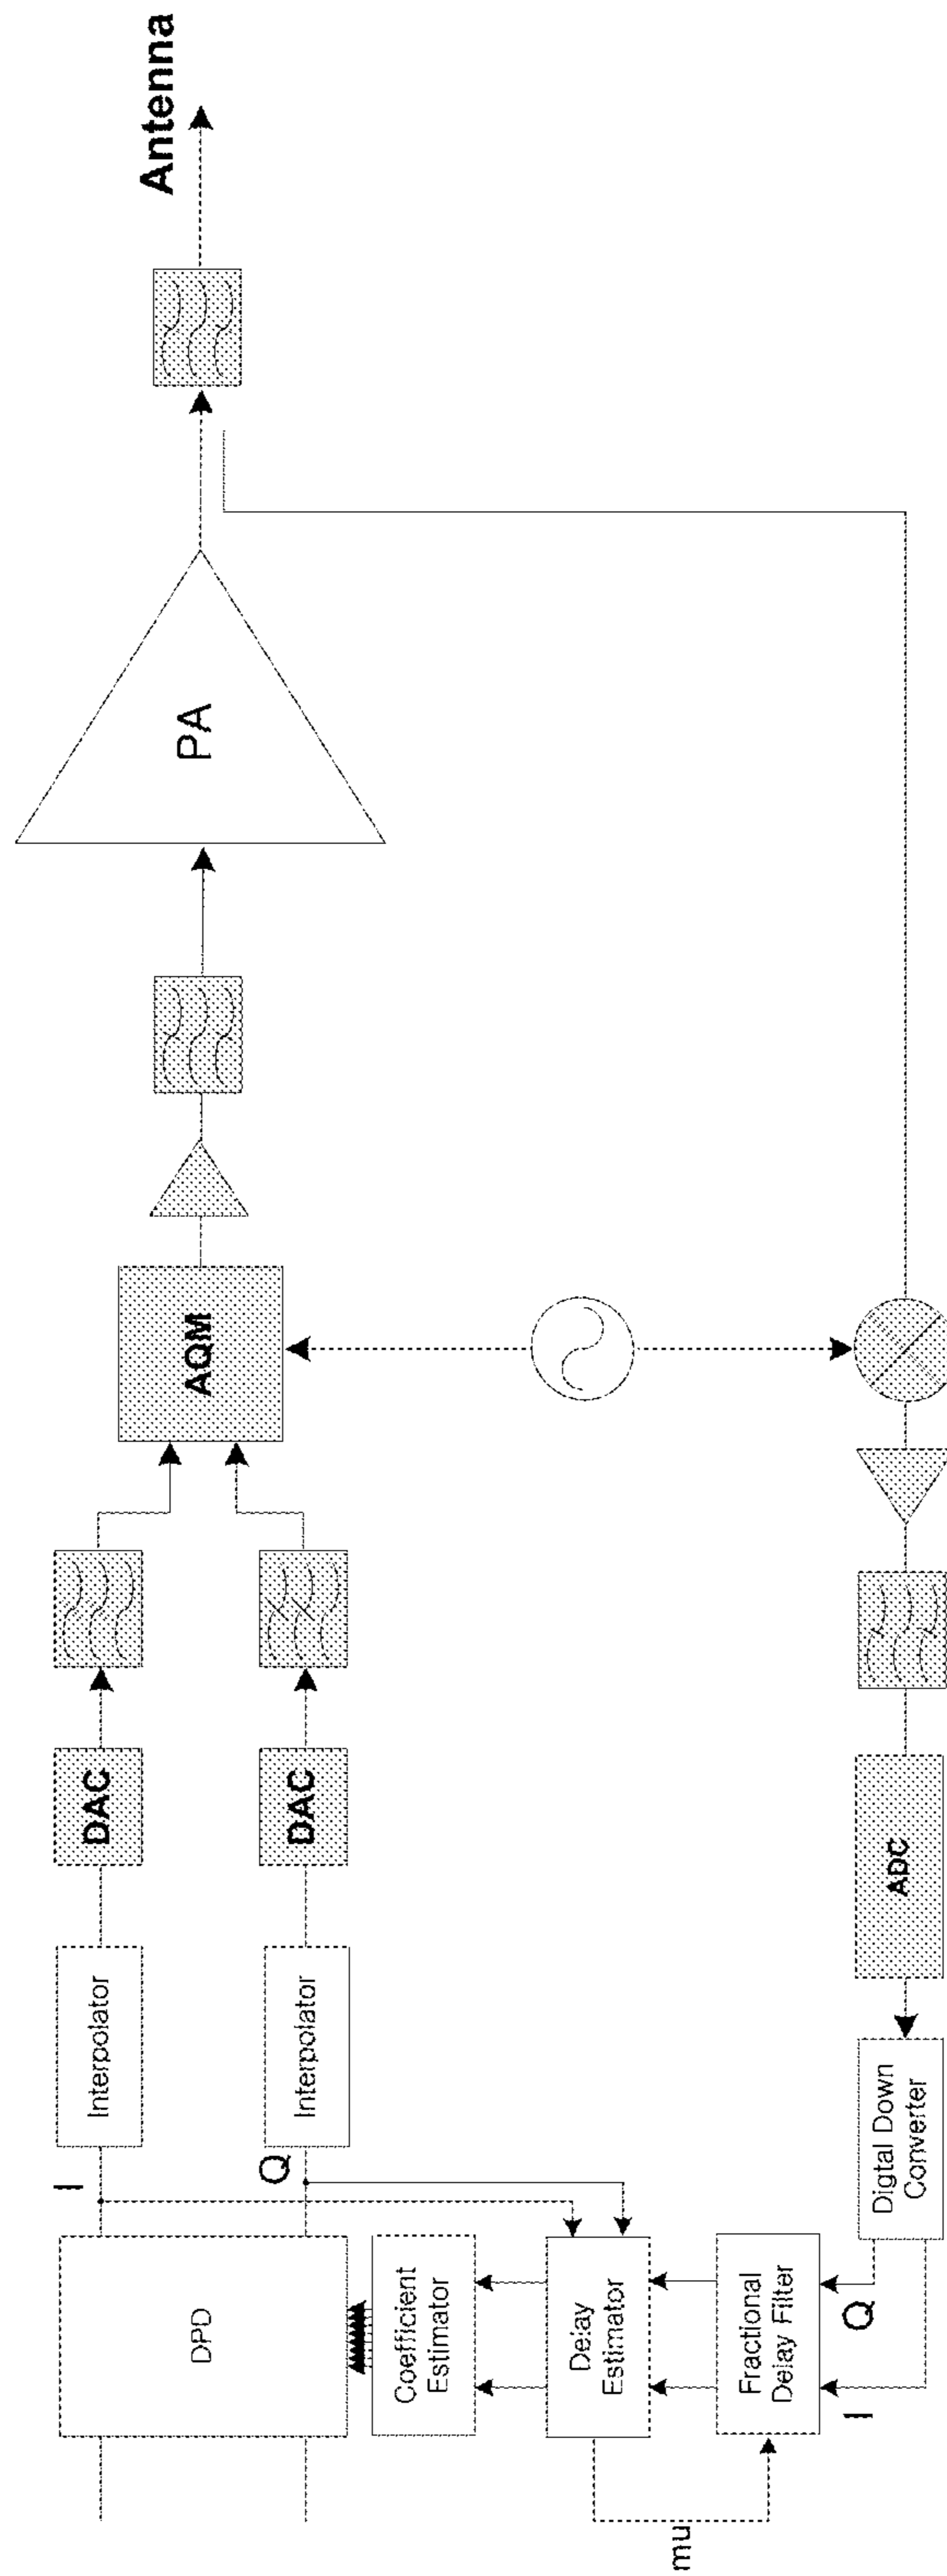 Antenna
PA
AQM
DAC
DAC
Interpolator
Interpolator
I
Q
DPD
Coefficient
Estimator
Delay
Estimator
Fractional
Delay Filter
mu
Q
I
Digtal Down
Converter
ADC